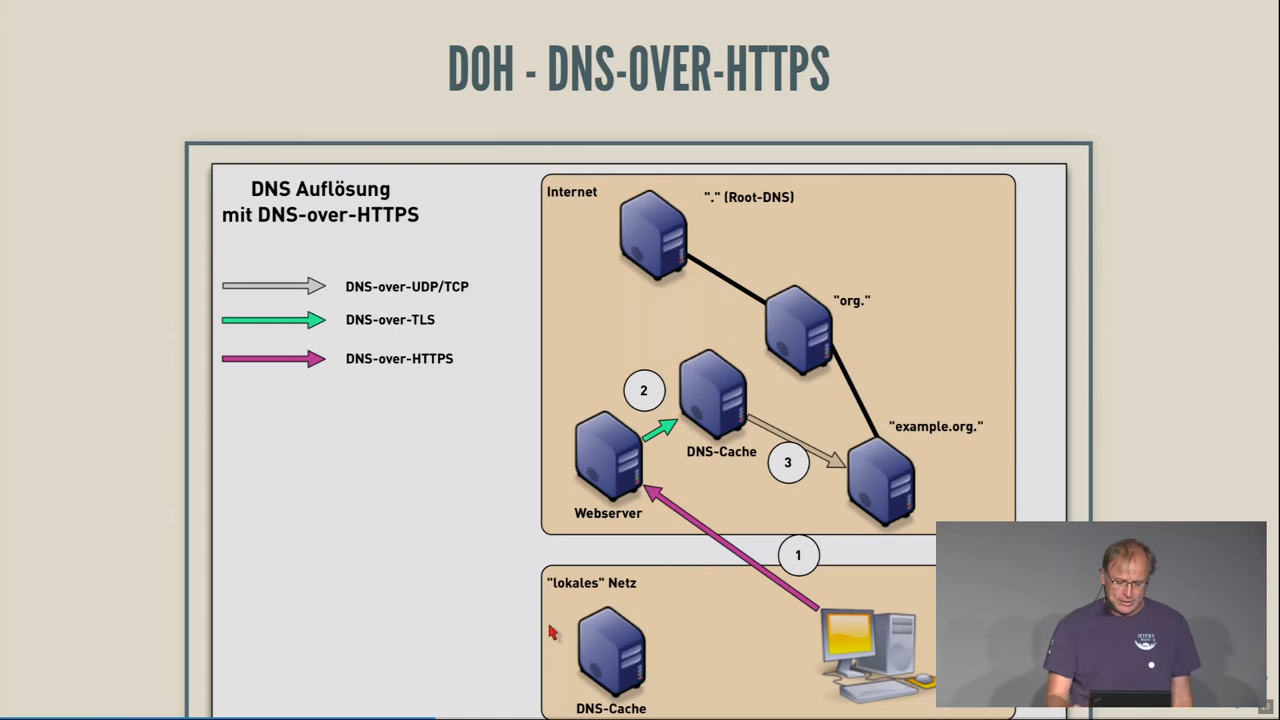 DOH - DNS-OVER-HTTPS
DNS Auflösung
mit DNS-over-HTTPS
DNS-over-UDP/TCP
DNS-over-TLS
DNS-over-HTTPS
Internet
"." (Root-DNS)
"org."
2
DNS-Cache
"example.org."
3
Webserver
1
"lokales" Netz
DNS-Cache